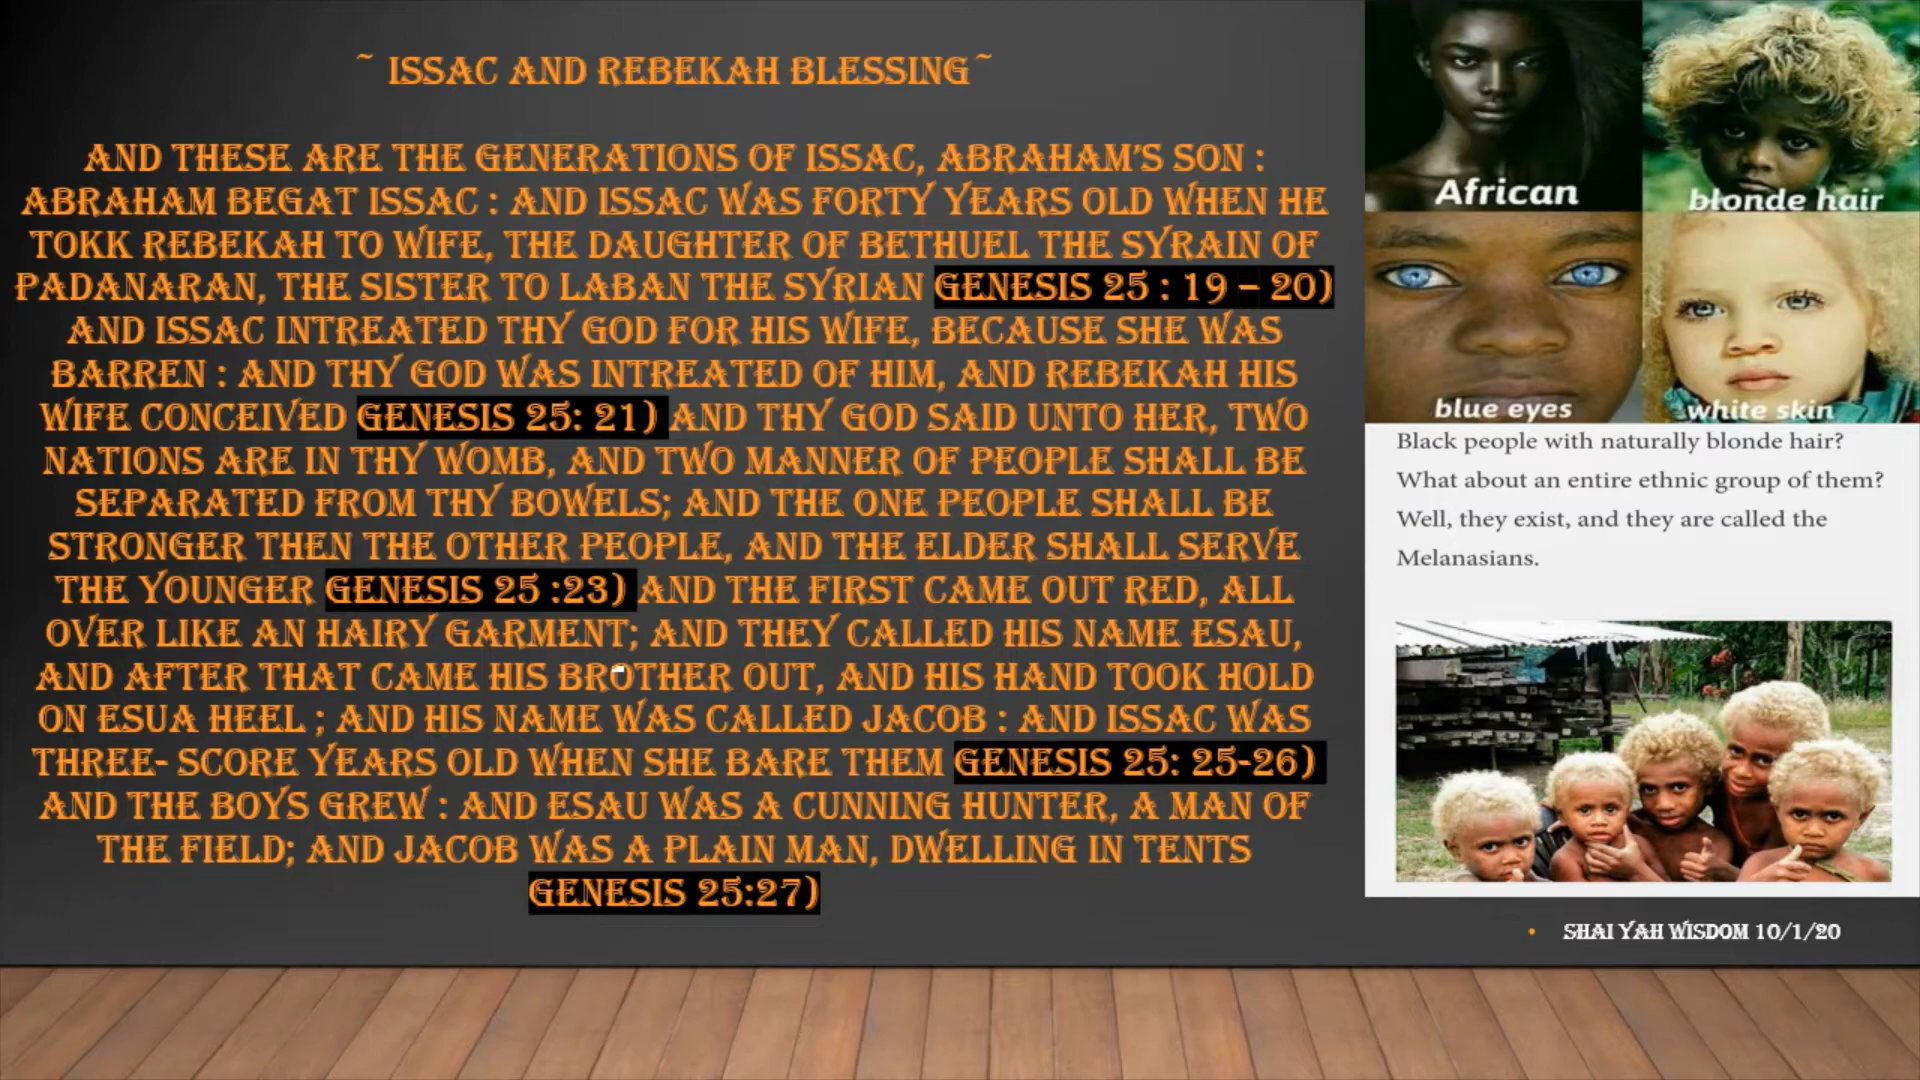 ~ ISSAC AND REBEKAH BLESSING ~
AND THESE ARE THE GENERATIONS OF ISSAC, ABRAHAM'S SON :
ABRAHAM BEGAT ISSAC : AND ISSAC WAS FORTY YEARS OLD WHEN HE
TOKK REBEKAH TO WIFE, THE DAUGHTER OF BETHUEL THE SYRAIN OF
PADANARAN, THE SISTER TO LABAN THE SYRIAN GENESIS 25 : 19 – 20)
AND ISSAC INTREATED THY GOD FOR HIS WIFE, BECAUSE SHE WAS
BARREN : AND THY GOD WAS INTREATED OF HIM, AND REBEKAH HIS
WIFE CONCEIVED GENESIS 25: 21) AND THY GOD SAID UNTO HER, TWO
NATIONS ARE IN THY WOMB, AND TWO MANNER OF PEOPLE SHALL BE
SEPARATED FROM THY BOWELS; AND THE ONE PEOPLE SHALL BE
STRONGER THEN THE OTHER PEOPLE, AND THE ELDER SHALL SERVE
THE YOUNGER GENESIS 25 :23) AND THE FIRST CAME OUT RED, ALL
OVER LIKE AN HAIRY GARMENT; AND THEY CALLED HIS NAME ESAU,
AND AFTER THAT CAME HIS BROTHER OUT, AND HIS HAND TOOK HOLD
ON ESUA HEEL ; AND HIS NAME WAS CALLED JACOB : AND ISSAC WAS
THREE- SCORE YEARS OLD WHEN SHE BARE THEM GENESIS 25: 25-26)
AND THE BOYS GREW : AND ESAU WAS A CUNNING HUNTER, A MAN OF
THE FIELD; AND JACOB WAS A PLAIN MAN, DWELLING IN TENTS
GENESIS 25:27)
African
blonde hair
blue eyes
white skin
Black people with naturally blonde hair?
What about an entire ethnic group of them?
Well, they exist, and they are called the
Melanasians.
• SHAI YAH WISDOM 10/1/20